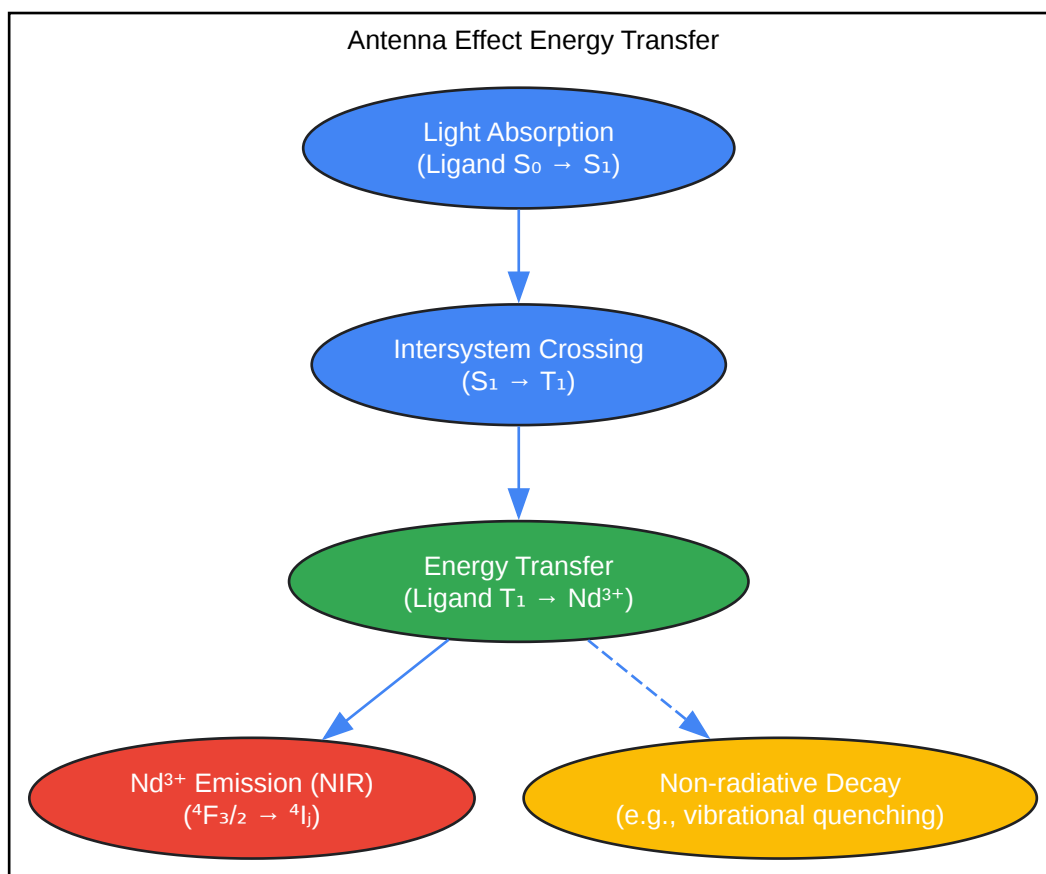 Antenna Effect Energy Transfer
Light Absorption
(Ligand S₀ → S₁)
Intersystem Crossing
(S₁ → T₁)
Energy Transfer
(Ligand T₁ → Nd³⁺)
Nd³⁺ Emission (NIR)
(⁴F₃/₂ → ⁴Iⱼ)
Non-radiative Decay
(e.g., vibrational quenching)